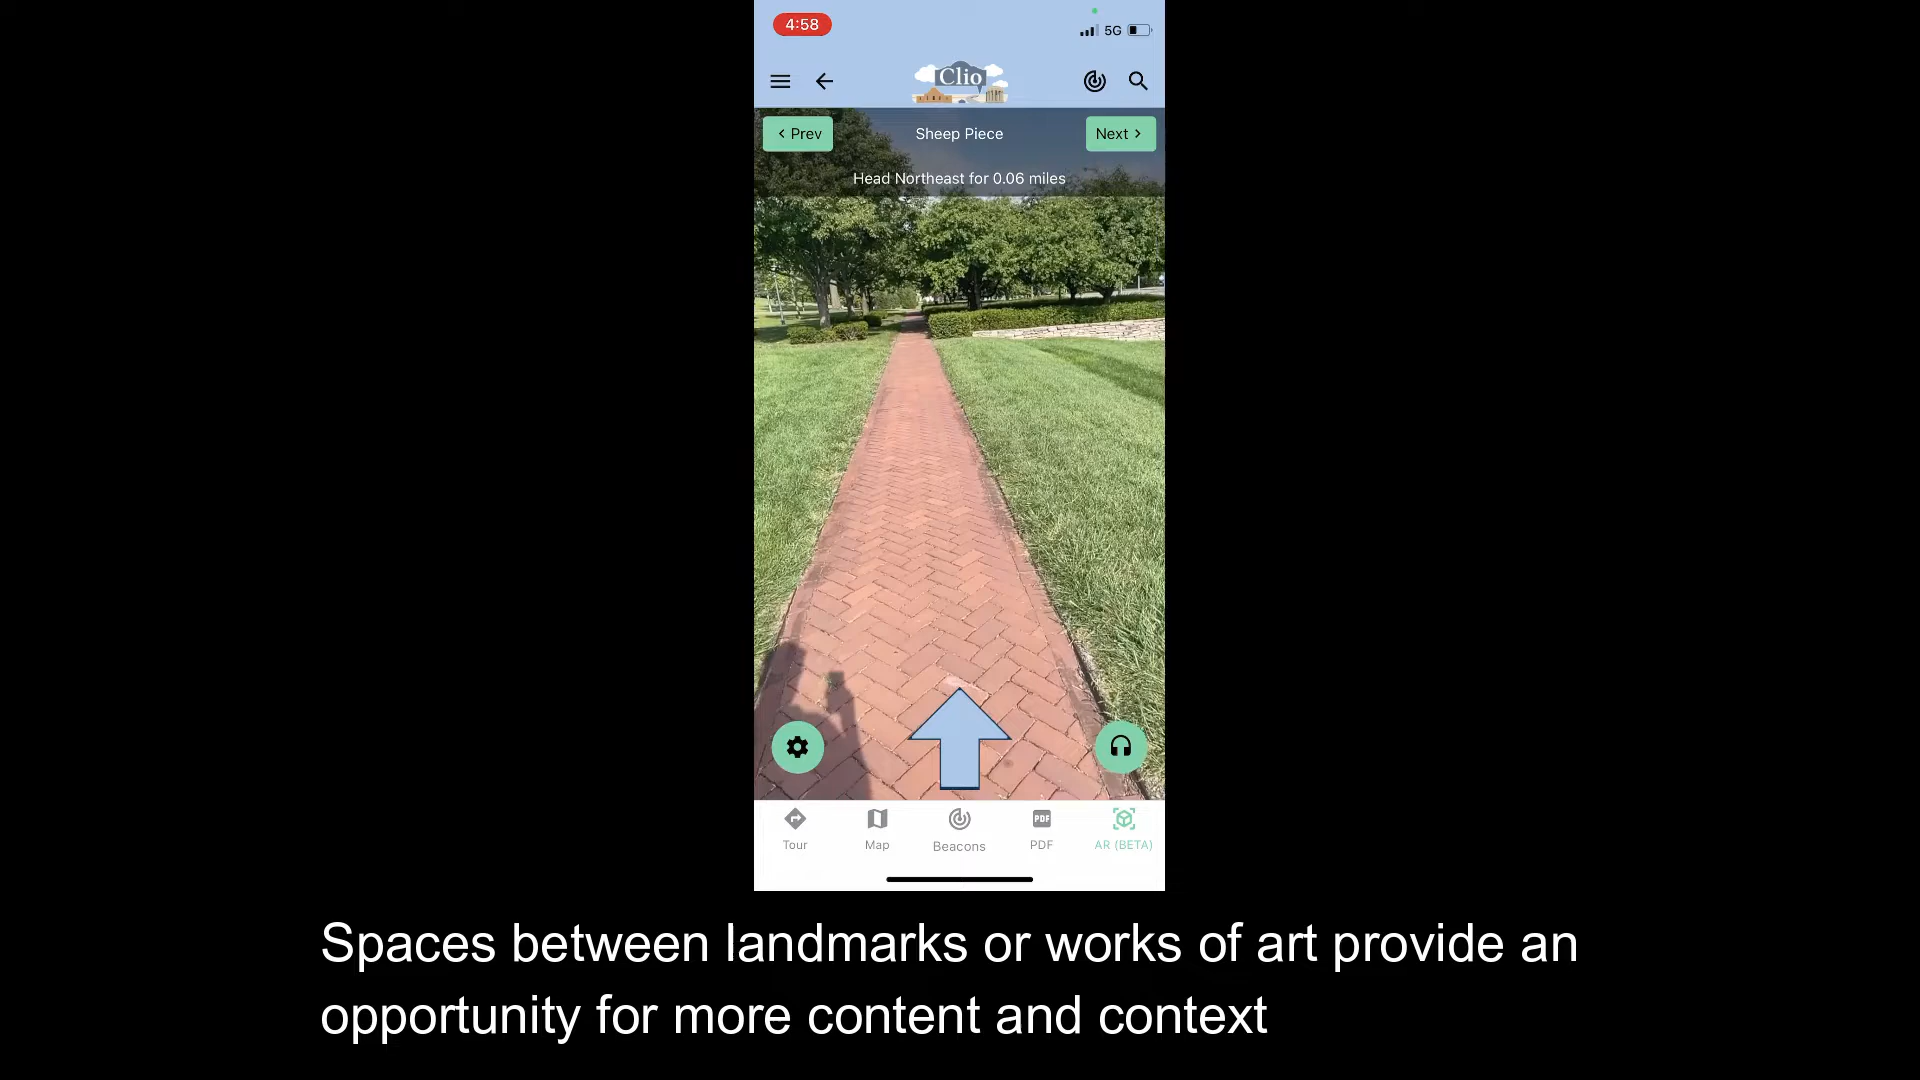 4:58
5G
Clio
Prev
Sheep Piece
Next
Head Northeast for 0.06 miles
Tour
Map
Beacons
PDF
PDF
AR (BETA)
Spaces between landmarks or works of art provide an
opportunity for more content and context